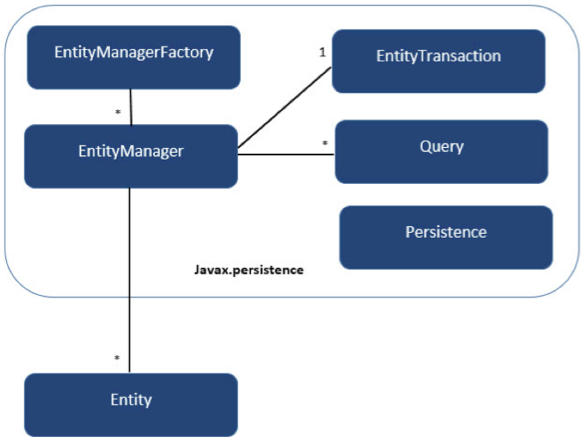 EntityManagerFactory
1
EntityTransaction
*
EntityManager
*
Query
Persistence
Javax.persistence
*
Entity